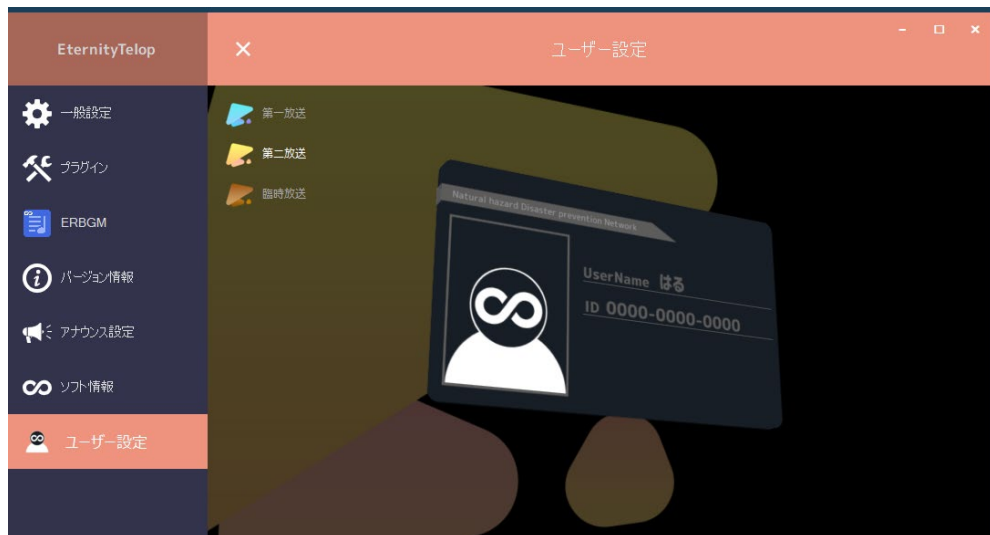 EternityTelop
ユーザー設定
一般設定
プラグイン
ERBGM
バージョン情報
アナウンス設定
ソフト情報
ユーザー設定
第一放送
第二放送
臨時放送
Natural hazard Disaster prevention Network
UserName はる
ID 0000-0000-0000